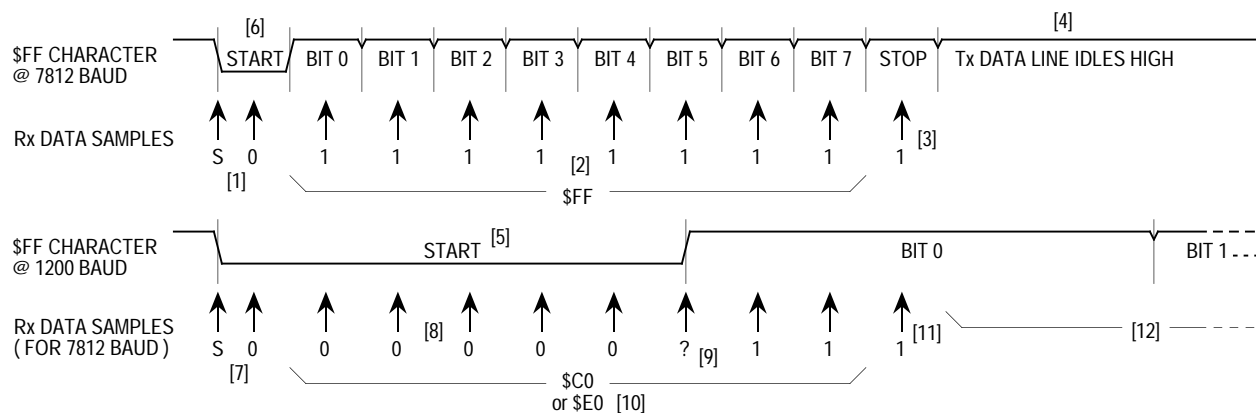 [6] [4]
$FF CHARACTER START BIT 0 BIT 1 BIT 2 BIT 3 BIT 4 BIT 5 BIT 6 BIT 7 STOP Tx DATA LINE IDLES HIGH
@ 7812 BAUD
Rx DATA SAMPLES [3]
S 0 1 1 1 1 [2] 1 1 1 1 1
[1]
$FF
$FF CHARACTER START [5] BIT 0 BIT 1
@ 1200 BAUD
Rx DATA SAMPLES [8] [11] [12]
( FOR 7812 BAUD ) S 0 0 0 0 0 0 ? [9] 1 1 1
[7]
$C0
or $E0 [10]